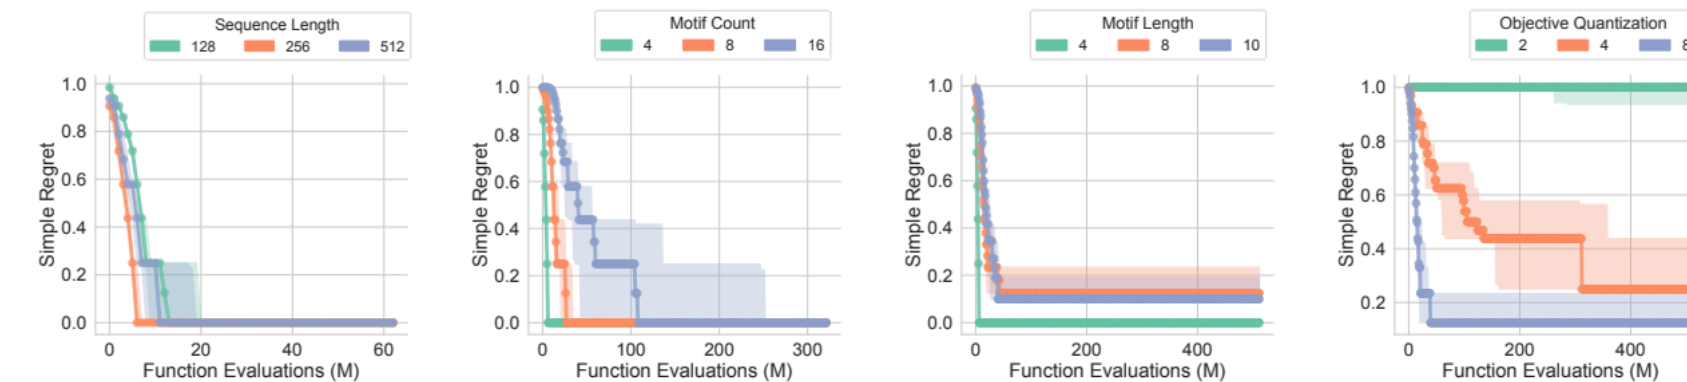 Sequence Length
128 256 512
Simple Regret
1.0
0.8
0.6
0.4
0.2
0.0
0 20 40 60
Function Evaluations (M)
Motif Count
4 8 16
Simple Regret
1.0
0.8
0.6
0.4
0.2
0.0
0 100 200 300
Function Evaluations (M)
Motif Length
4 8 10
Simple Regret
1.0
0.8
0.6
0.4
0.2
0.0
0 200 400
Function Evaluations (M)
Objective Quantization
2 4 8
Simple Regret
1.0
0.8
0.6
0.4
0.2
0 200 400
Function Evaluations (M)